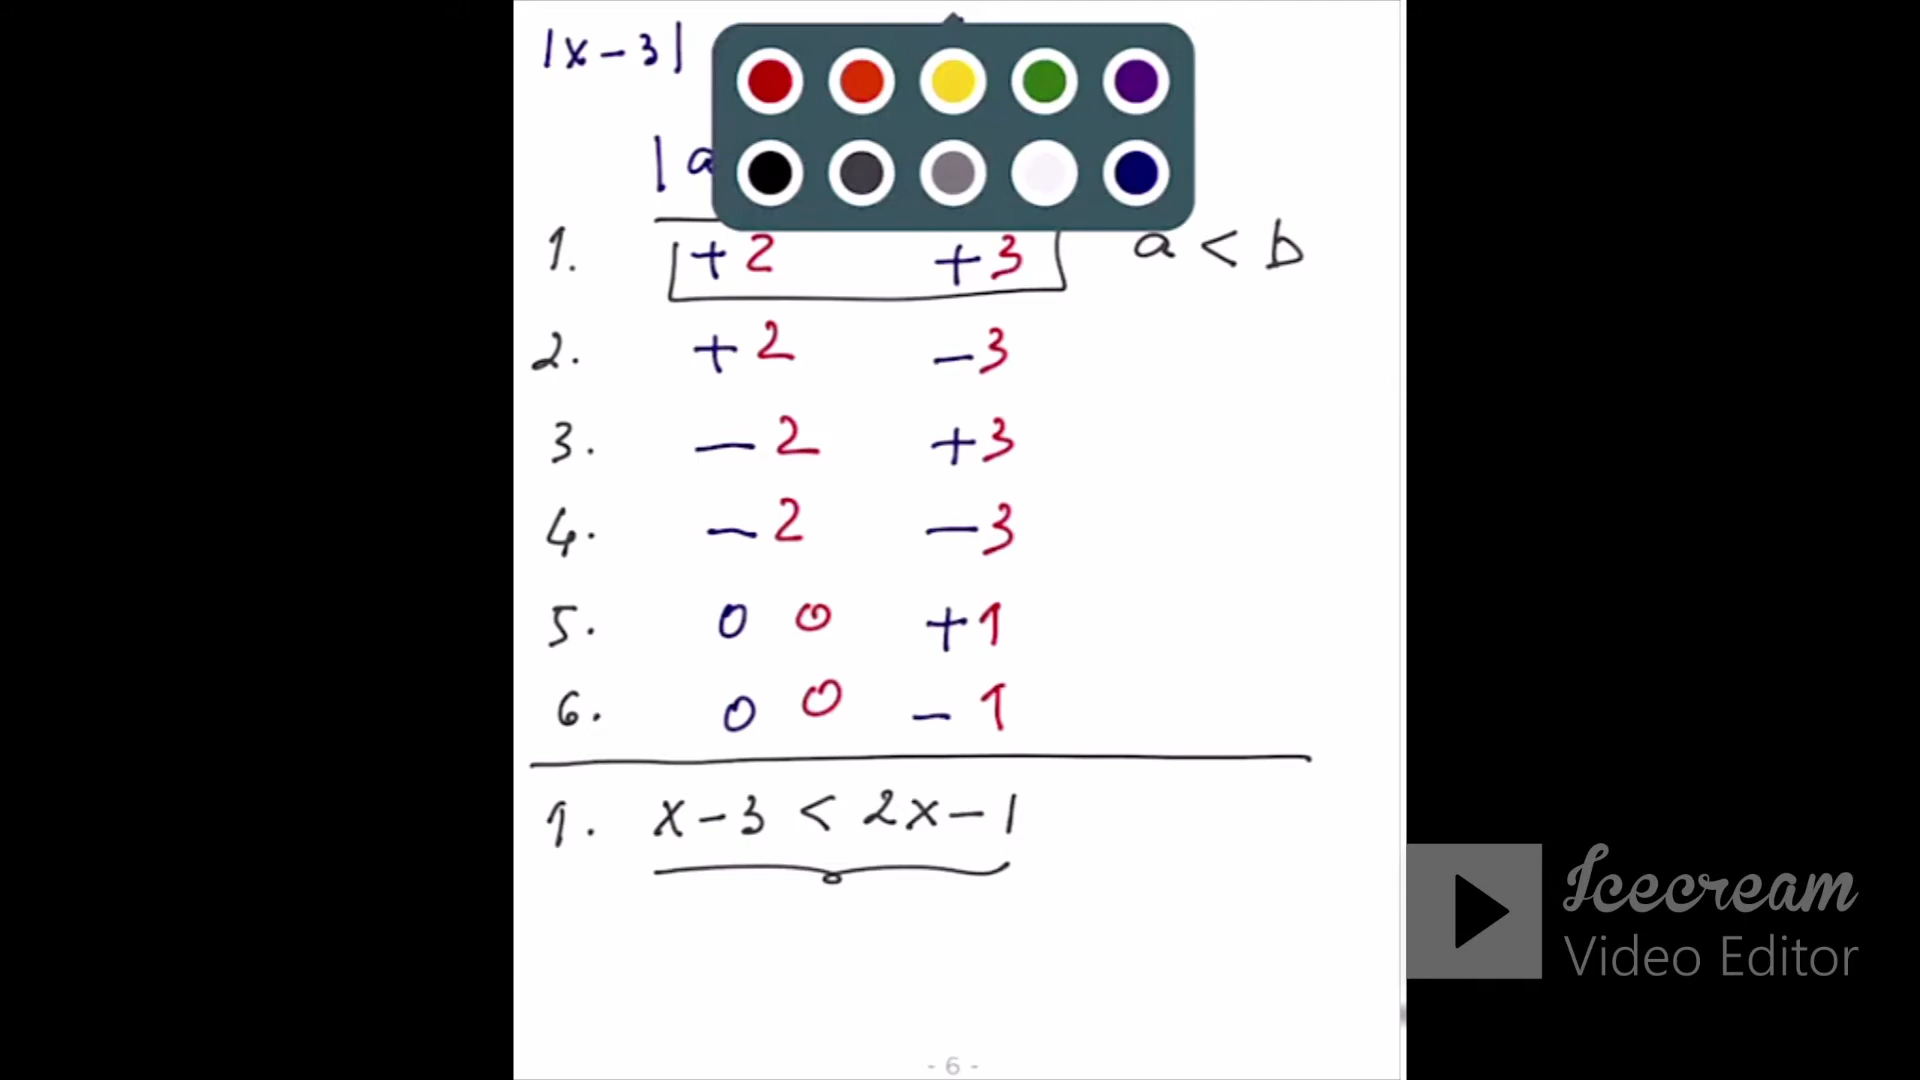 |x-3|
|a
1. +2 +3 a < b
2. +2 -3
3. -2 +3
4. -2 -3
5. 0 0 +1
6. 0 0 -1
1. x-3 < 2x-1
Icecream
Video Editor
- 6 -